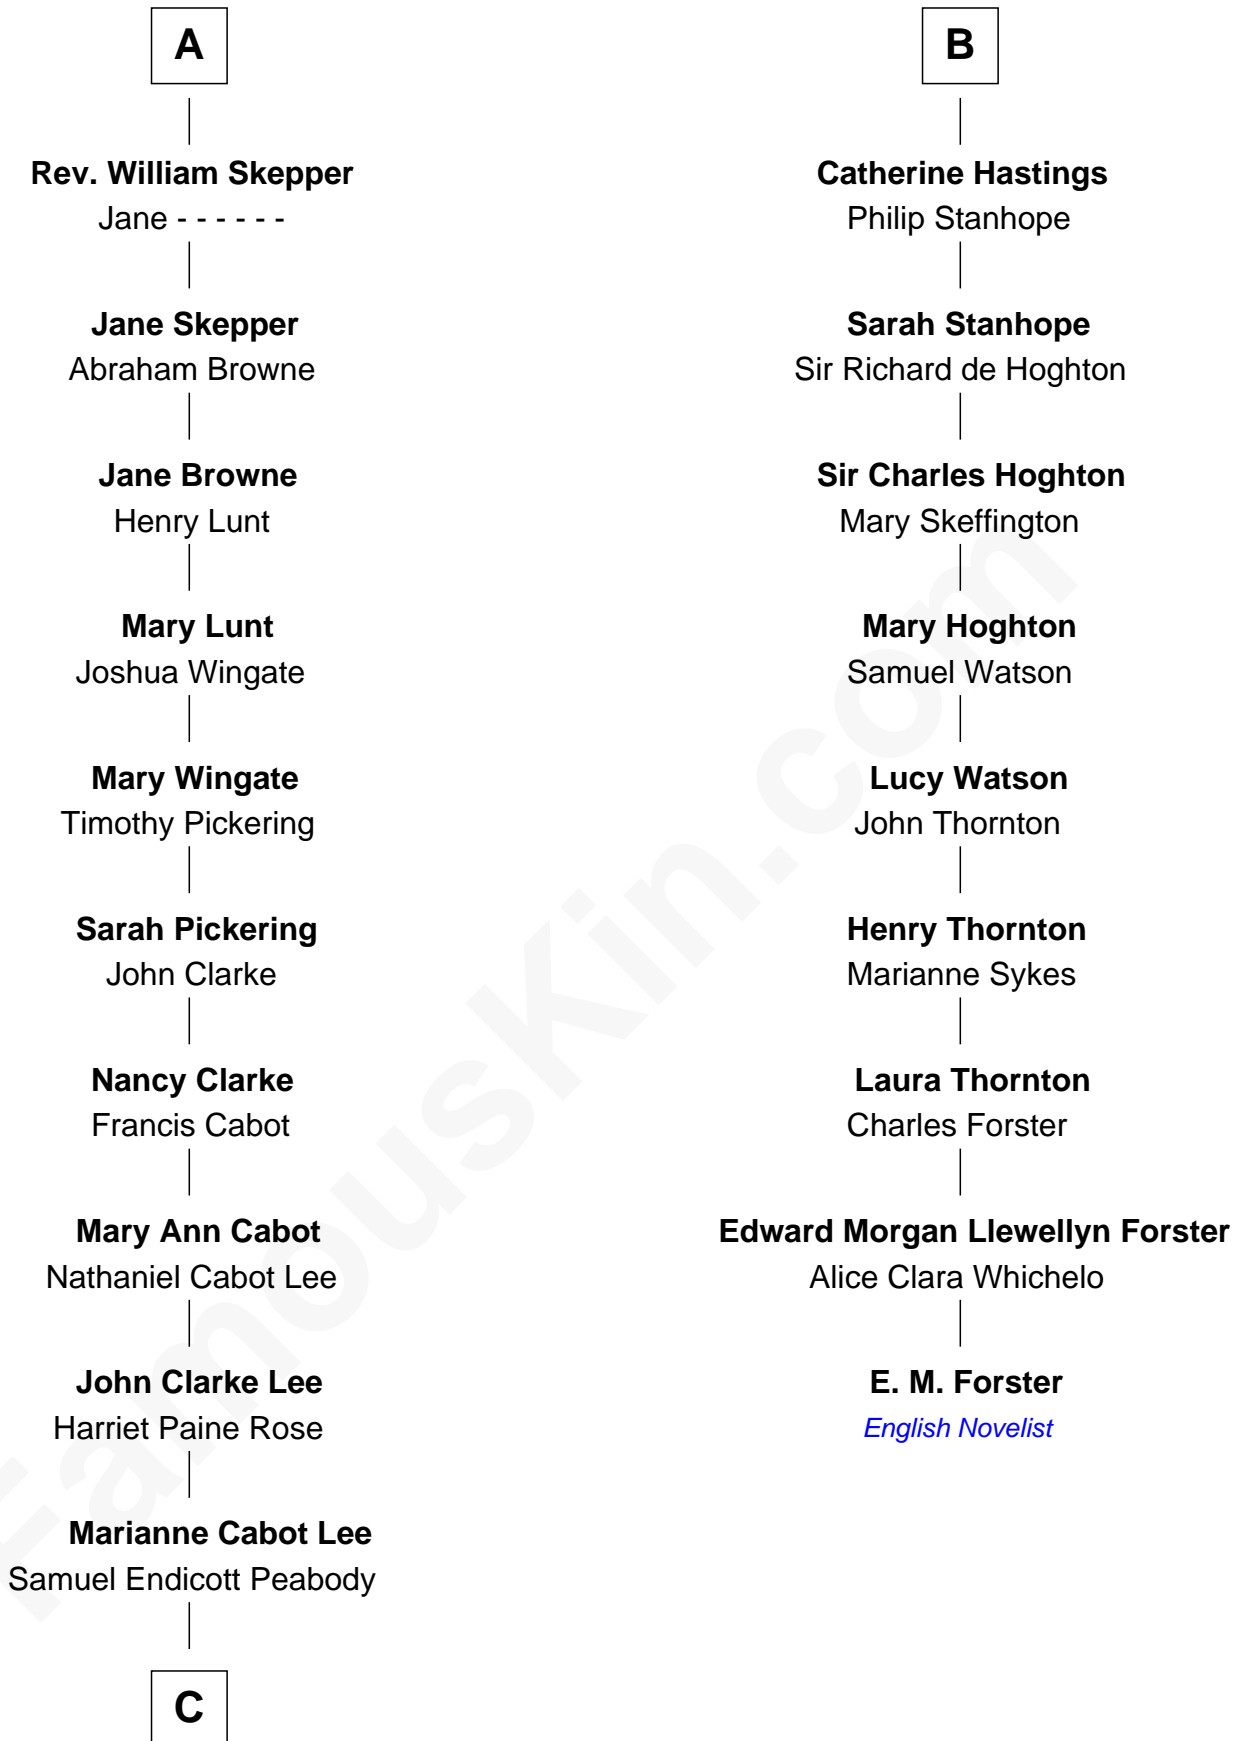 A
Rev. William Skepper
Jane - - - - - -
Jane Skepper
Abraham Browne
Jane Browne
Henry Lunt
Mary Lunt
Joshua Wingate
Mary Wingate
Timothy Pickering
Sarah Pickering
John Clarke
Nancy Clarke
Francis Cabot
Mary Ann Cabot
Nathaniel Cabot Lee
John Clarke Lee
Harriet Paine Rose
Marianne Cabot Lee
Samuel Endicott Peabody
C
B
Catherine Hastings
Philip Stanhope
Sarah Stanhope
Sir Richard de Hoghton
Sir Charles Hoghton
Mary Skeffington
Mary Hoghton
Samuel Watson
Lucy Watson
John Thornton
Henry Thornton
Marianne Sykes
Laura Thornton
Charles Forster
Edward Morgan Llewellyn Forster
Alice Clara Whichelo
E. M. Forster
English Novelist
FamousKin.com